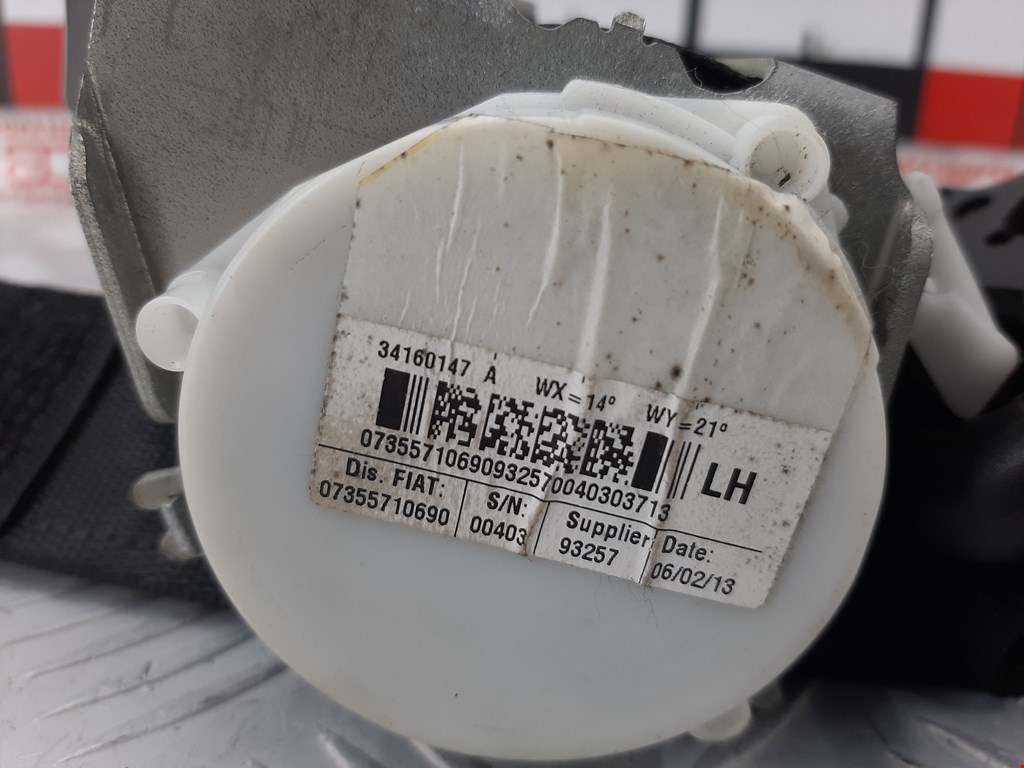 34160147 A WX=14° WY=21°
LH
07355710690932570040303713
Dis. FIAT: S/N: Supplier: Date:
07355710690 00403 93257 06/02/13